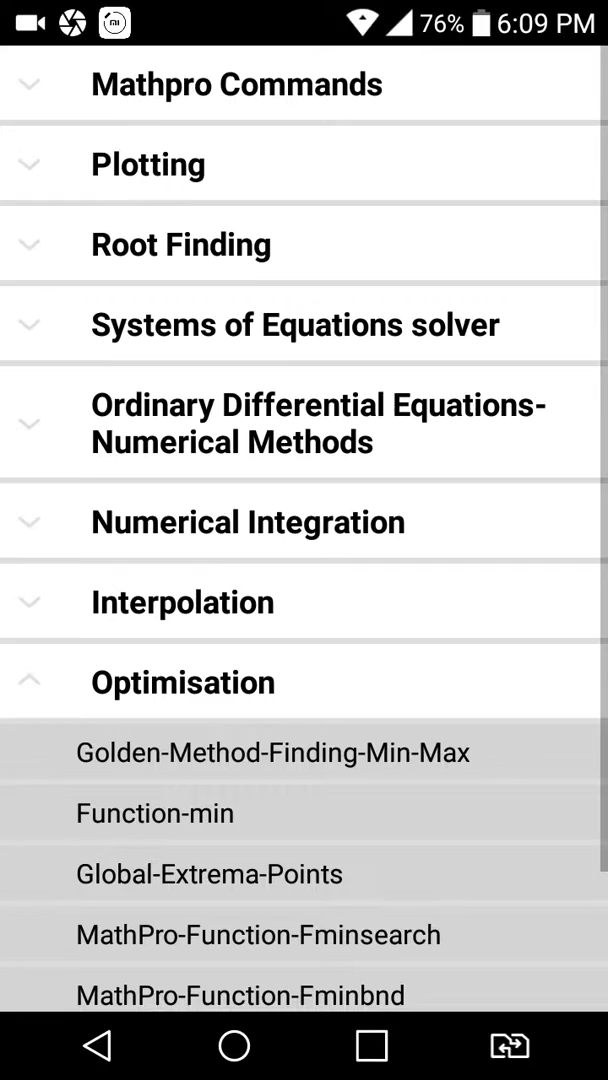 76% 6:09 PM
Mathpro Commands
Plotting
Root Finding
Systems of Equations solver
Ordinary Differential Equations-
Numerical Methods
Numerical Integration
Interpolation
Optimisation
Golden-Method-Finding-Min-Max
Function-min
Global-Extrema-Points
MathPro-Function-Fminsearch
MathPro-Function-Fminbnd